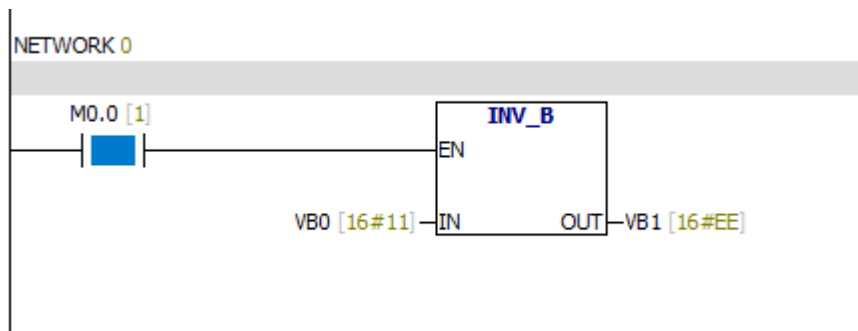 NETWORK 0
M0.0 [1]
INV_B
EN
VB0 [16#11] IN OUT VB1 [16#EE]